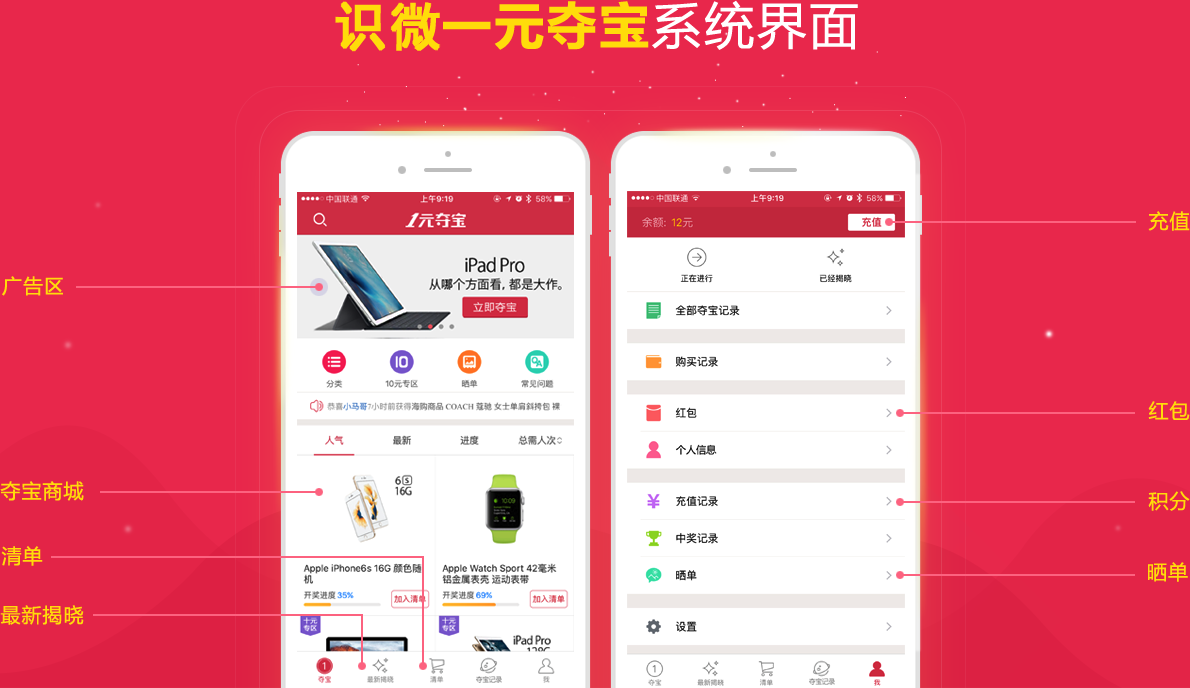 识微一元夺宝系统界面
中国联通
上午9:19
58%
1元夺宝
iPad Pro
从哪个方面看,都是大作。
立即夺宝
广告区
分类
10
10元专区
晒单
常见问题
恭喜小马哥7小时前获得海购商品 COACH 蔻驰 女士单肩斜挎包 裸
人气
最新
进度
总需人次
6S
16G
10:09
夺宝商城
Apple iPhone6s 16G 颜色随
机
开奖进度 35%
加入清单
Apple Watch Sport 42毫米
铝金属表壳 运动表带
开奖进度 69%
加入清单
清单
最新揭晓
十元
专区
十元
专区
iPad Pro
128G
1
夺宝
最新揭晓
清单
夺宝记录
我
中国联通
上午9:19
58%
余额: 12元
充值
充值
正在进行
已经揭晓
全部夺宝记录
购买记录
红包
红包
个人信息
充值记录
积分
中奖记录
晒单
晒单
设置
1
夺宝
最新揭晓
清单
夺宝记录
我